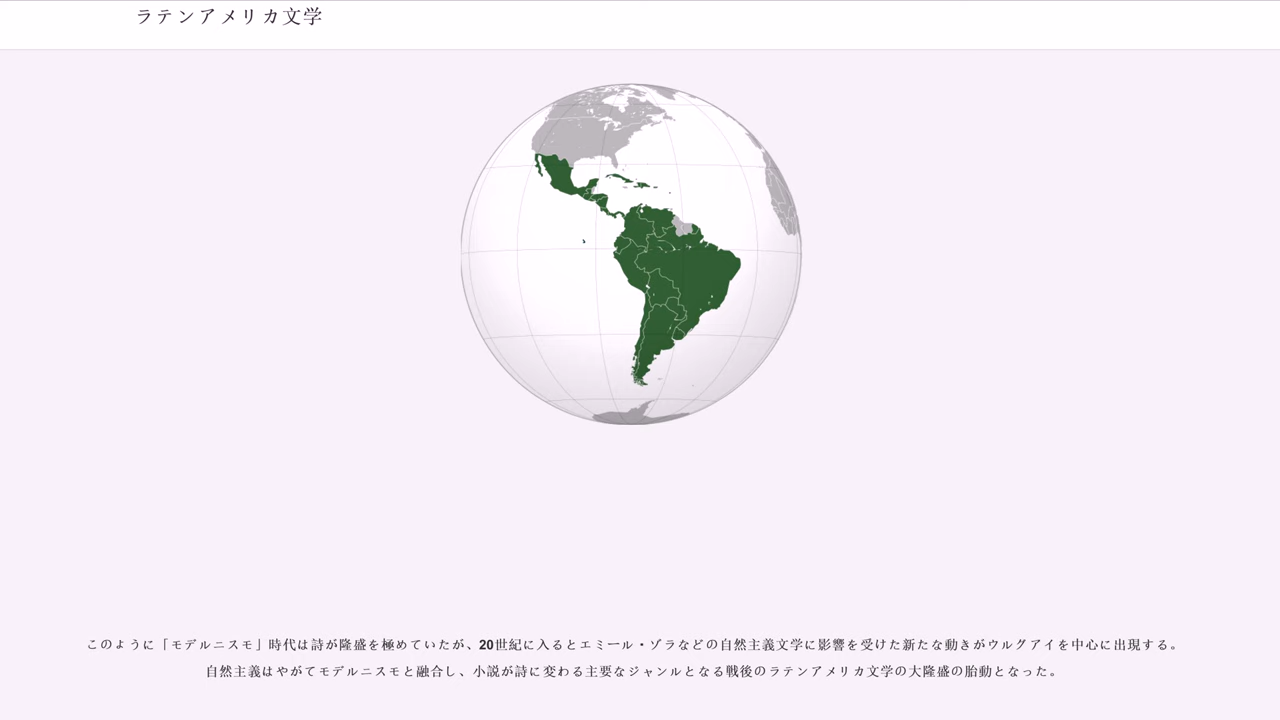 ラテンアメリカ文学
このように「モデルニスモ」時代は詩が隆盛を極めていたが、20世紀に入るとエミール・ゾラなどの自然主義文学に影響を受けた新たな動きがウルグアイを中心に出現する。
自然主義はやがてモデルニスモと融合し、小説が詩に変わる主要なジャンルとなる戦後のラテンアメリカ文学の大隆盛の胎動となった。